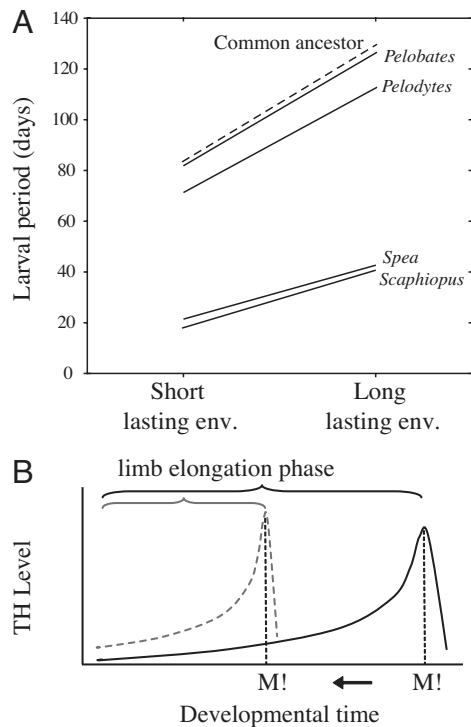 A
Larval period (days)
140
120
100
80
60
40
20
0
Common ancestor
Pelobates
Pelodytes
Spea
Scaphiopus
Short
lasting env.
Long
lasting env.
B
limb elongation phase
TH Level
M!
M!
Developmental time